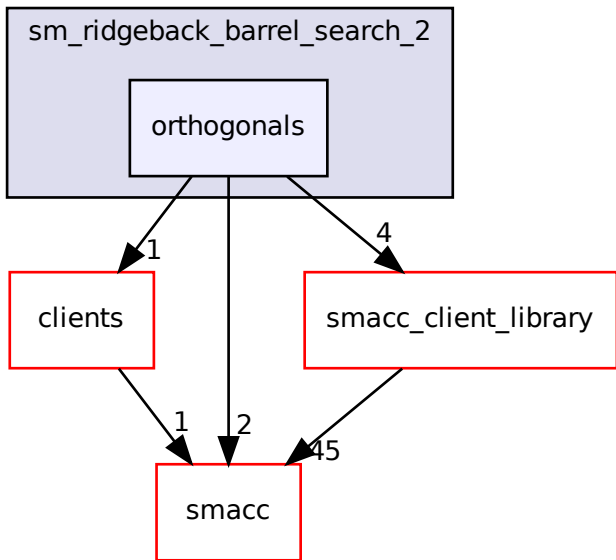 sm_ridgeback_barrel_search_2
orthogonals
1
4
clients
smacc_client_library
1
2
45
smacc